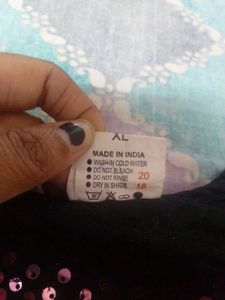 XL
MADE IN INDIA
● WASH IN COLD WATER
● DO NOT BLEACH
● DO NOT RINSE 20
● DRY IN SHADE 18